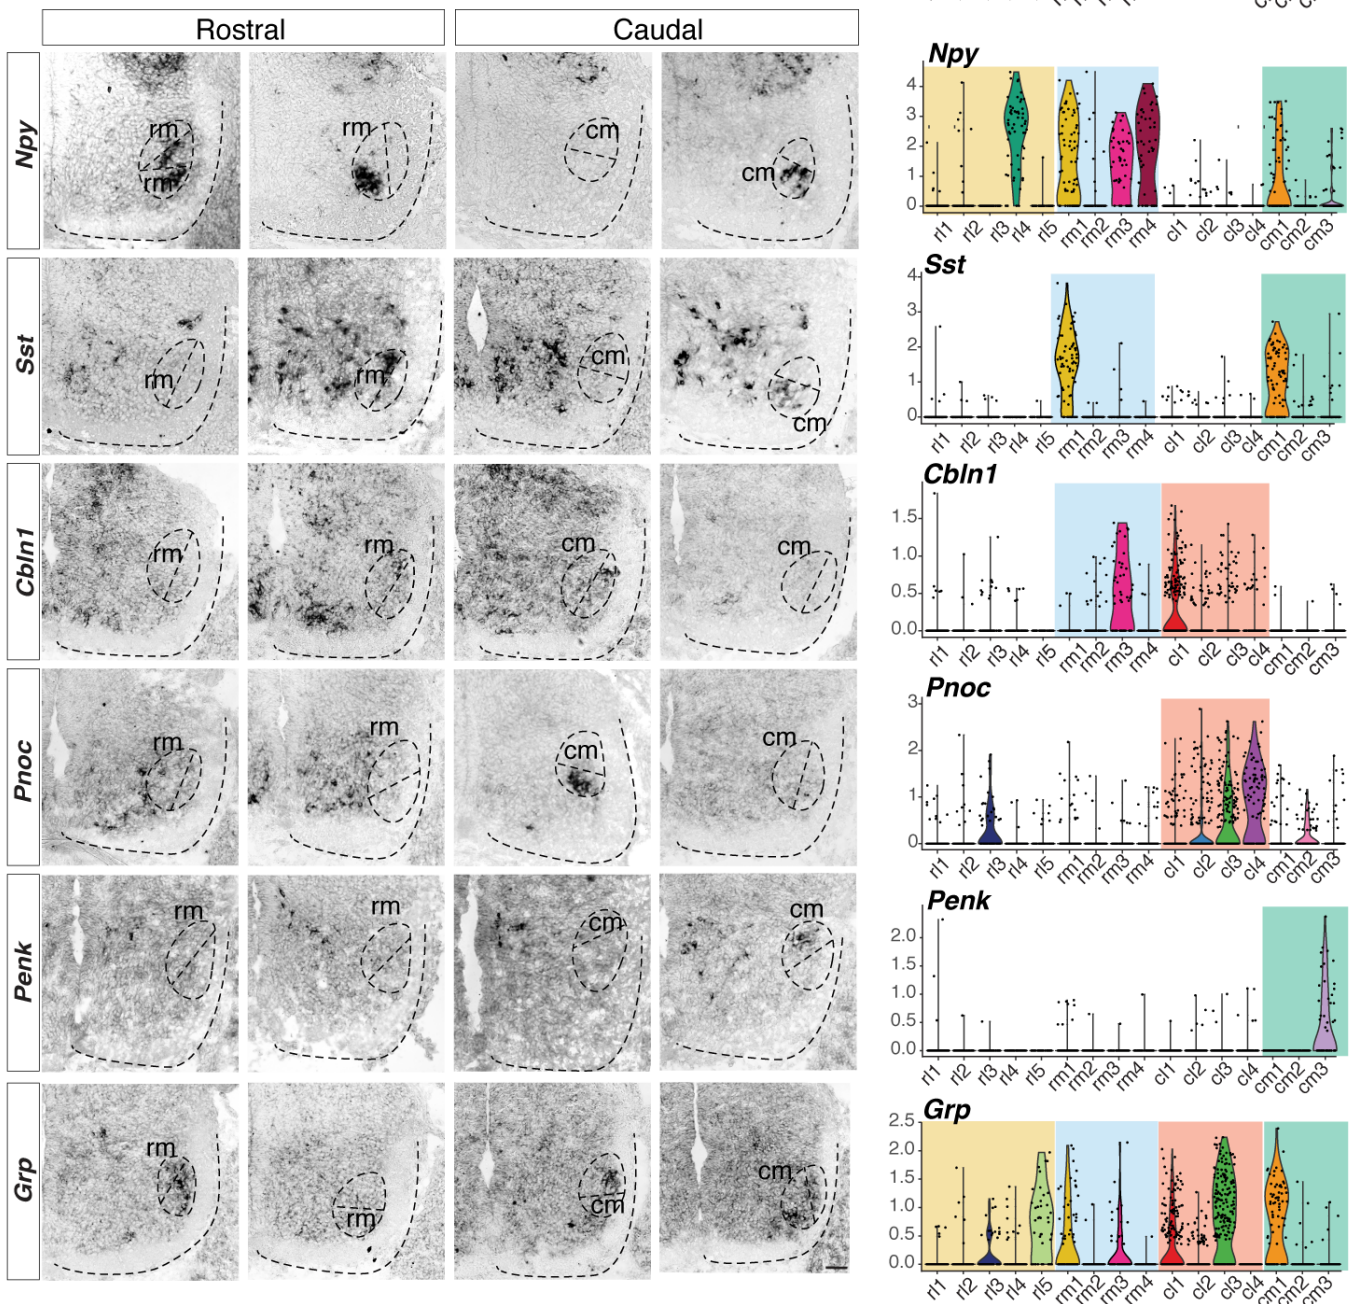 Rostral Caudal
Npy rm rm rm cm cm
Sst rm rm cm cm
Cbln1 rm rm cm cm
Pnoc rm rm cm cm
Penk rm rm cm cm
Grp rm rm cm cm
Npy
4
3
2
1
0
rl1 rl2 rl3 rl4 rl5 rm1 rm2 rm3 rm4 cl1 cl2 cl3 cl4 cm1 cm2 cm3
Sst
4
3
2
1
0
rl1 rl2 rl3 rl4 rl5 rm1 rm2 rm3 rm4 cl1 cl2 cl3 cl4 cm1 cm2 cm3
Cbln1
1.5
1.0
0.5
0.0
rl1 rl2 rl3 rl4 rl5 rm1 rm2 rm3 rm4 cl1 cl2 cl3 cl4 cm1 cm2 cm3
Pnoc
3
2
1
0
rl1 rl2 rl3 rl4 rl5 rm1 rm2 rm3 rm4 cl1 cl2 cl3 cl4 cm1 cm2 cm3
Penk
2.0
1.5
1.0
0.5
0.0
rl1 rl2 rl3 rl4 rl5 rm1 rm2 rm3 rm4 cl1 cl2 cl3 cl4 cm1 cm2 cm3
Grp
2.5
2.0
1.5
1.0
0.5
0.0
rl1 rl2 rl3 rl4 rl5 rm1 rm2 rm3 rm4 cl1 cl2 cl3 cl4 cm1 cm2 cm3